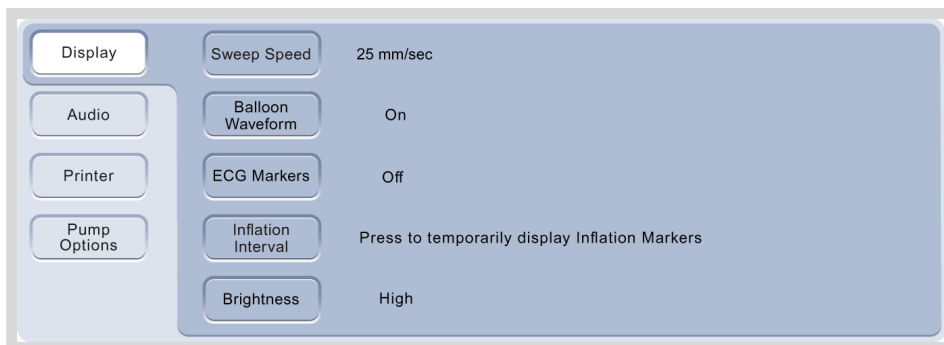 Display
Sweep Speed
25 mm/sec
Audio
Balloon
Waveform
On
Printer
ECG Markers
Off
Pump
Options
Inflation
Interval
Press to temporarily display Inflation Markers
Brightness
High